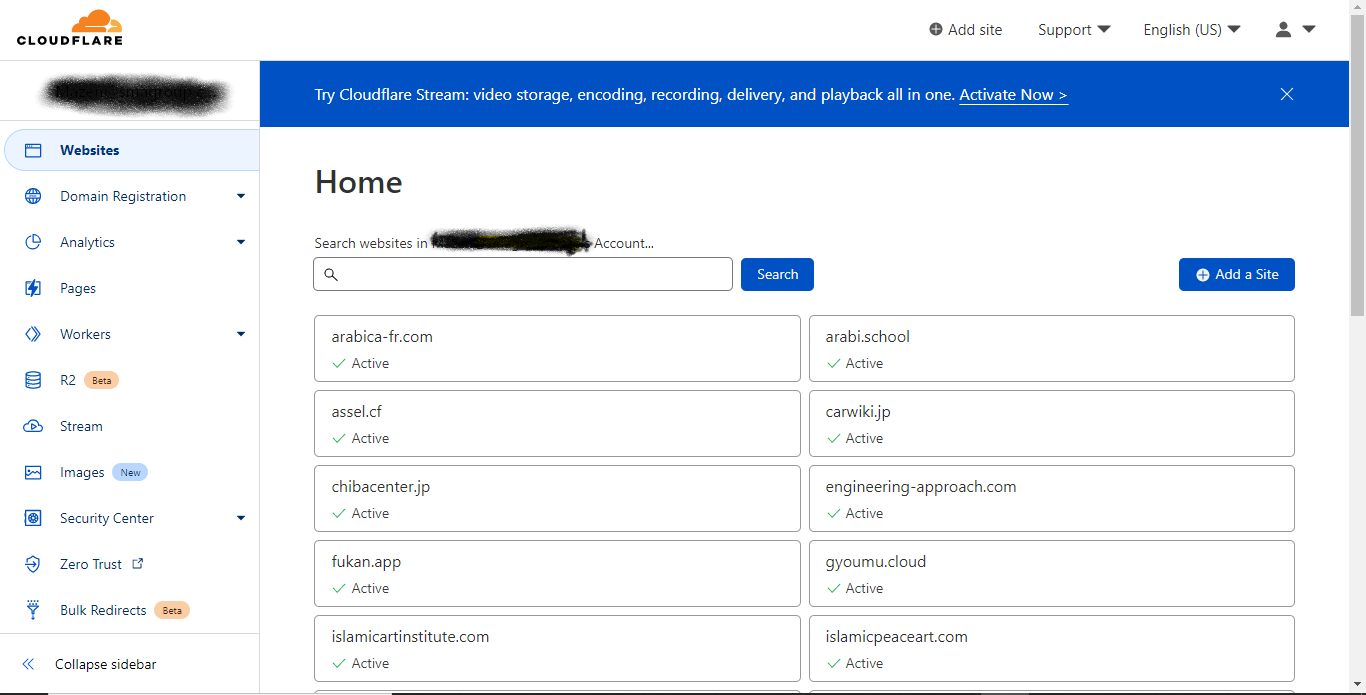 CLOUDFLARE
Add site
Support
English (US)
Try Cloudflare Stream: video storage, encoding, recording, delivery, and playback all in one. Activate Now >
Websites
Domain Registration
Analytics
Pages
Workers
R2 Beta
Stream
Images New
Security Center
Zero Trust
Bulk Redirects Beta
Collapse sidebar
Home
Search websites in
Account...
Search
Add a Site
arabica-fr.com
Active
arabi.school
Active
assel.cf
Active
carwiki.jp
Active
chibacenter.jp
Active
engineering-approach.com
Active
fukan.app
Active
gyoumu.cloud
Active
islamicartinstitute.com
Active
islamicpeaceart.com
Active